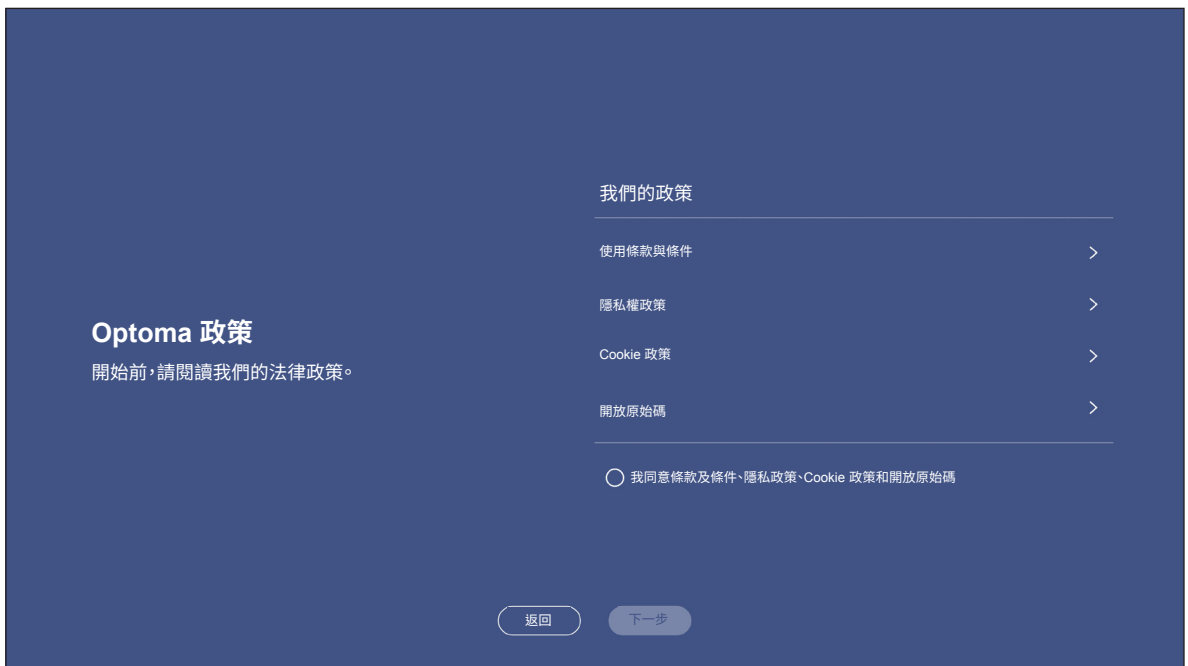 Optoma 政策
開始前，請閱讀我們的法律政策。
我們的政策
使用條款與條件
隱私權政策
Cookie 政策
開放原始碼
我同意條款及條件、隱私政策、Cookie 政策和開放原始碼
返回
下一步